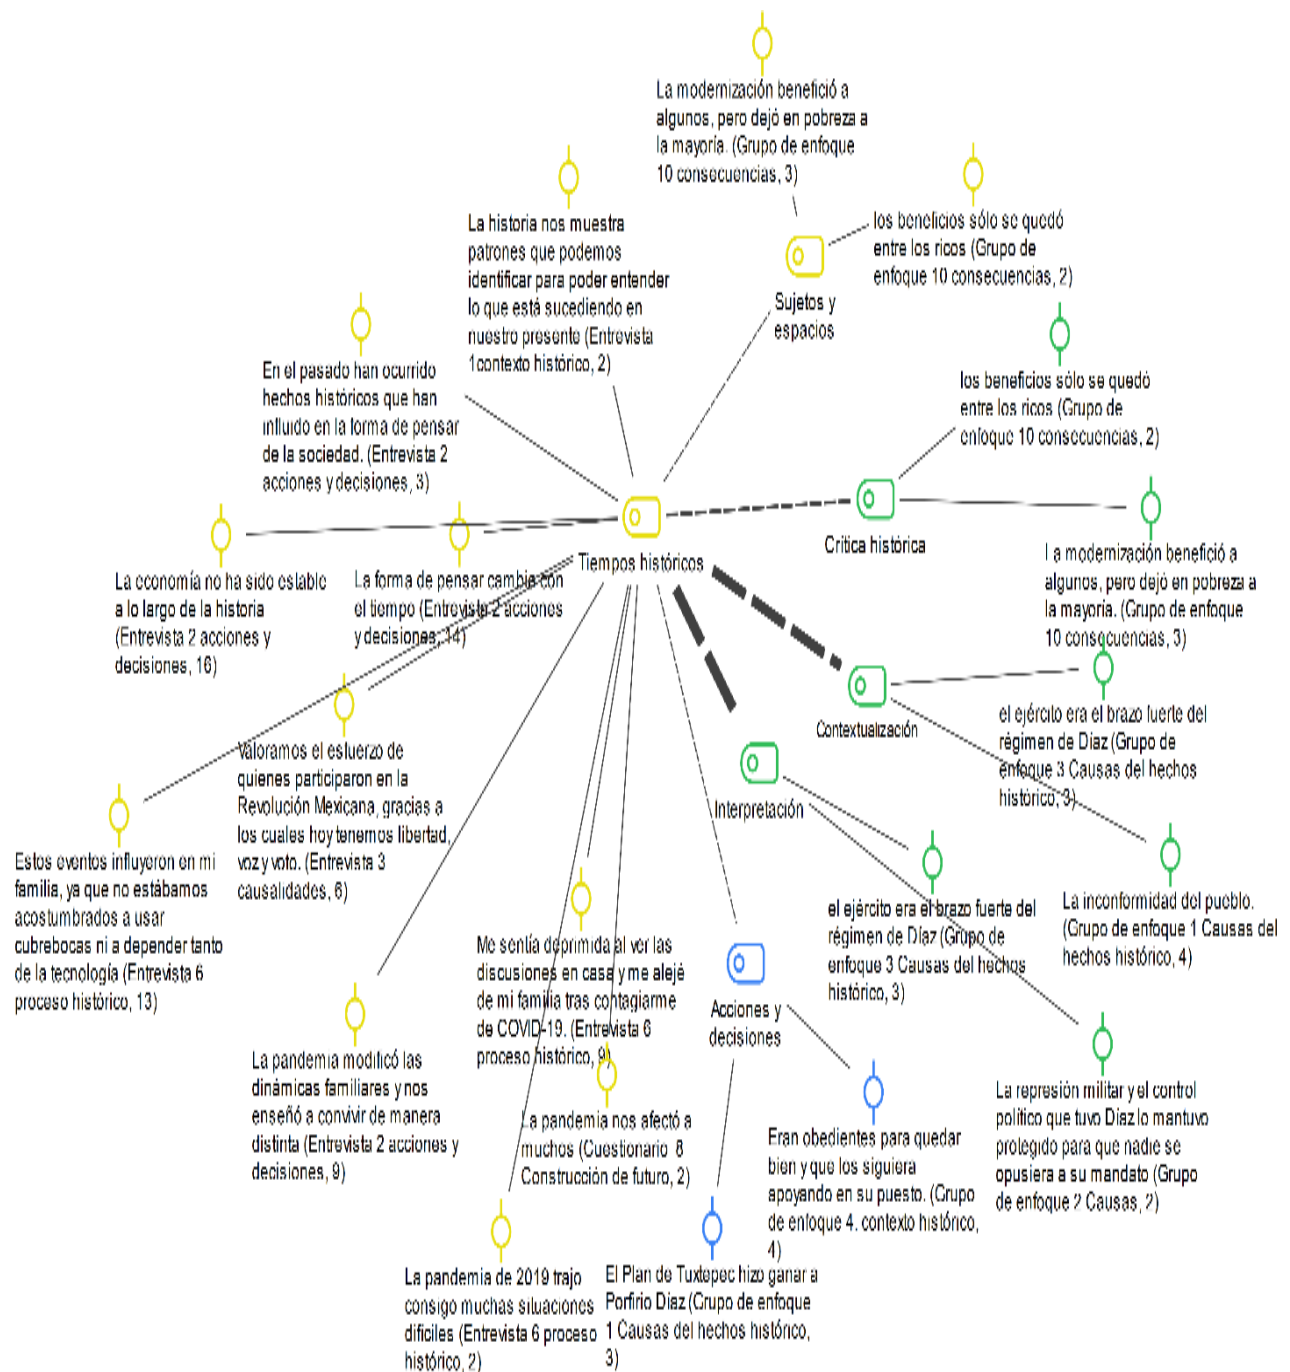 La modernización benefició a
algunos, pero dejó en pobreza a
la mayoría. (Grupo de enfoque
10 consecuencias, 3)
La historia nos muestra
patrones que podemos
identificar para poder entender
lo que está sucediendo en
nuestro presente (Entrevista
1contexto histórico, 2)
los beneficios sólo se quedó
entre los ricos (Grupo de
enfoque 10 consecuencias, 2)
Sujetos y
espacios
En el pasado han ocurrido
hechos históricos que han
influido en la forma de pensar
de la sociedad. (Entrevista 2
acciones y decisiones, 3)
los beneficios sólo se quedó
entre los ricos (Grupo de
enfoque 10 consecuencias, 2)
Crítica histórica
Tiempos históricos
La economía no ha sido estable
a lo largo de la historia
(Entrevista 2 acciones y
decisiones, 16)
La forma de pensar cambia con
el tiempo (Entrevista 2 acciones
y decisiones, 14)
La modernización benefició a
algunos, pero dejó en pobreza a
la mayoría. (Grupo de enfoque
10 consecuencias, 3)
Contextualización
el ejército era el brazo fuerte del
régimen de Díaz (Grupo de
enfoque 3 Causas del hechos
histórico, 3)
Valoramos el esfuerzo de
quienes participaron en la
Revolución Mexicana, gracias a
los cuales hoy tenemos libertad,
voz y voto. (Entrevista 3
causalidades, 6)
Interpretación
Estos eventos influyeron en mi
familia, ya que no estábamos
acostumbrados a usar
cubrebocas ni a depender tanto
de la tecnología (Entrevista 6
proceso histórico, 13)
el ejército era el brazo fuerte del
régimen de Díaz (Grupo de
enfoque 3 Causas del hechos
histórico, 3)
La inconformidad del pueblo.
(Grupo de enfoque 1 Causas del
hechos histórico, 4)
Me sentía deprimida al ver las
discusiones en casa y me alejé
de mi familia tras contagiarme
de COVID-19. (Entrevista 6
proceso histórico, 9)
Acciones y
decisiones
La pandemia modificó las
dinámicas familiares y nos
enseñó a convivir de manera
distinta (Entrevista 2 acciones y
decisiones, 9)
La pandemia nos afectó a
muchos (Cuestionario 8
Construcción de futuro, 2)
Eran obedientes para quedar
bien y que los siguiera
apoyando en su puesto. (Grupo
de enfoque 4. contexto histórico,
4)
La represión militar y el control
político que tuvo Díaz lo mantuvo
protegido para que nadie se
opusiera a su mandato (Grupo
de enfoque 2 Causas, 2)
La pandemia de 2019 trajo
consigo muchas situaciones
difíciles (Entrevista 6 proceso
histórico, 2)
El Plan de Tuxtepec hizo ganar a
Porfirio Díaz (Grupo de enfoque
1 Causas del hechos histórico,
3)